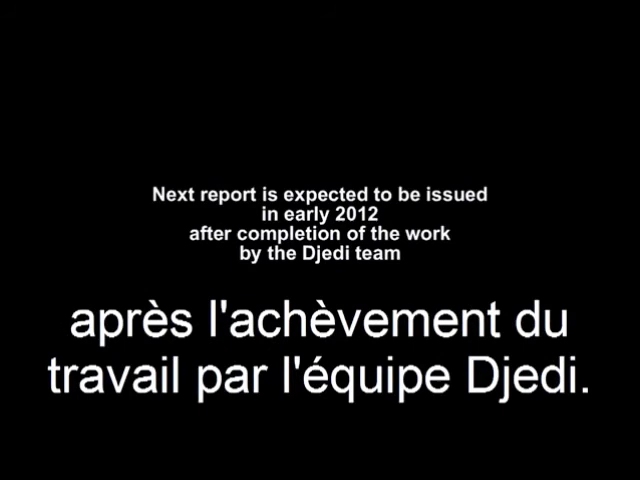 Next report is expected to be issued
in early 2012
after completion of the work
by the Djedi team
après l'achèvement du
travail par l'équipe Djedi.